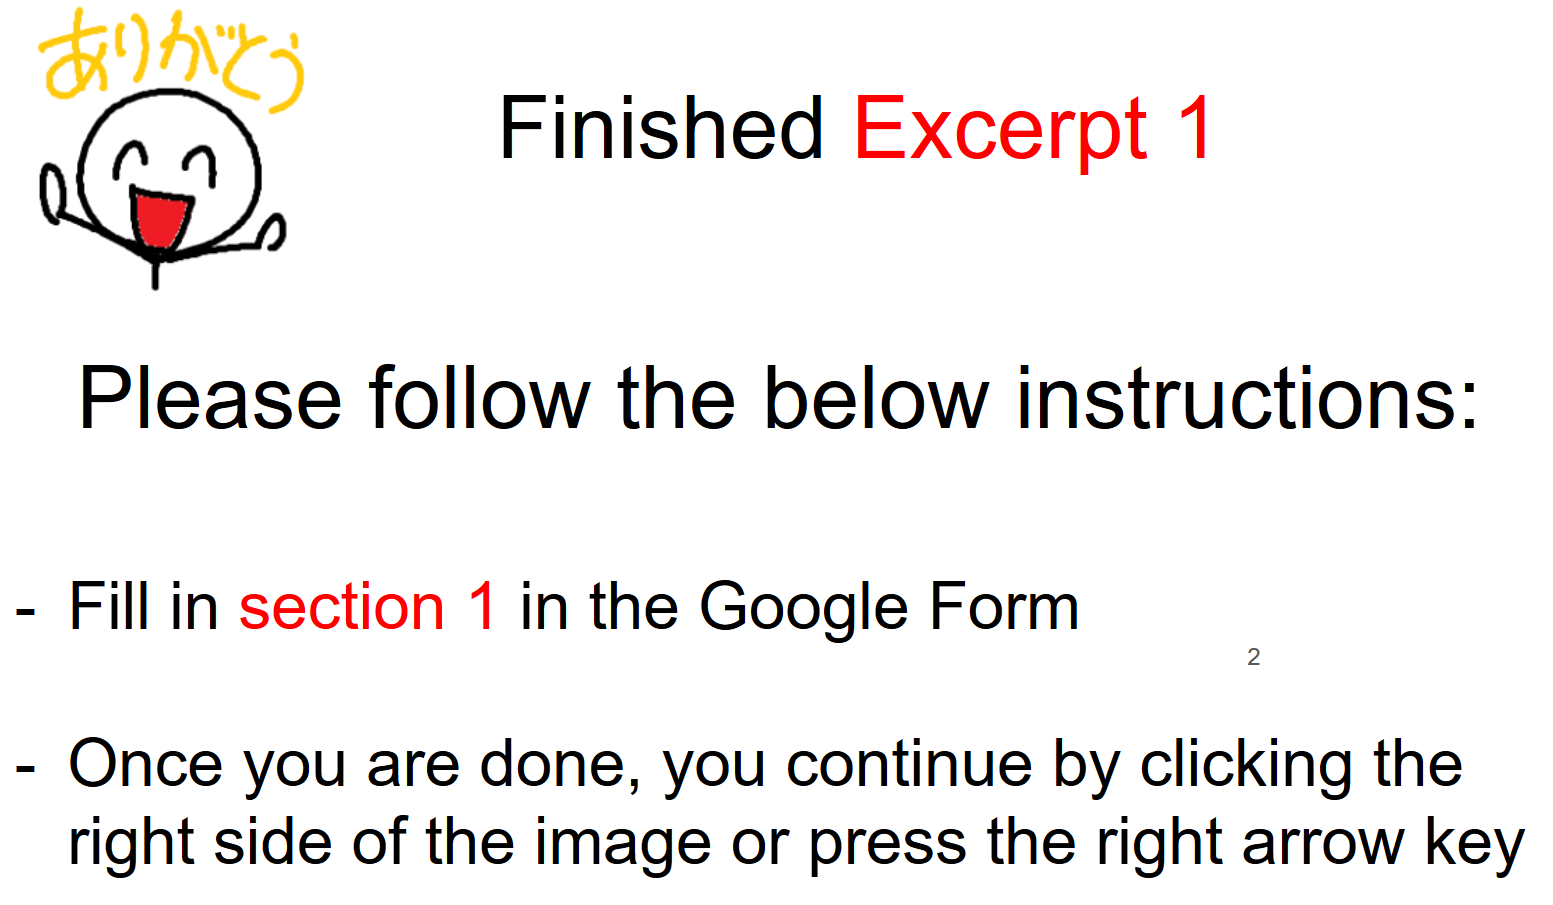 ありがとう
Finished Excerpt 1
Please follow the below instructions:
- Fill in section 1 in the Google Form
2
- Once you are done, you continue by clicking the
right side of the image or press the right arrow key